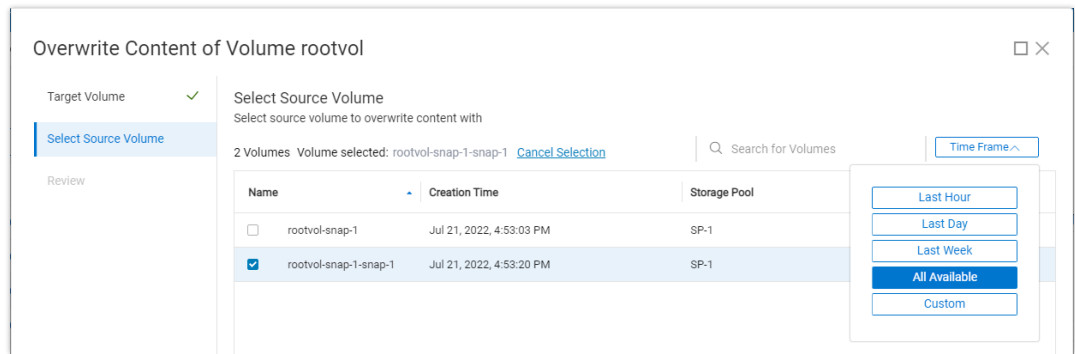 Overwrite Content of Volume rootvol
Target Volume
Select Source Volume
Review
Select Source Volume
Select source volume to overwrite content with
2 Volumes Volume selected: rootvol-snap-1-snap-1 Cancel Selection
Search for Volumes
Time Frame
Name Creation Time Storage Pool
rootvol-snap-1 Jul 21, 2022, 4:53:03 PM SP-1
rootvol-snap-1-snap-1 Jul 21, 2022, 4:53:20 PM SP-1
Last Hour
Last Day
Last Week
All Available
Custom